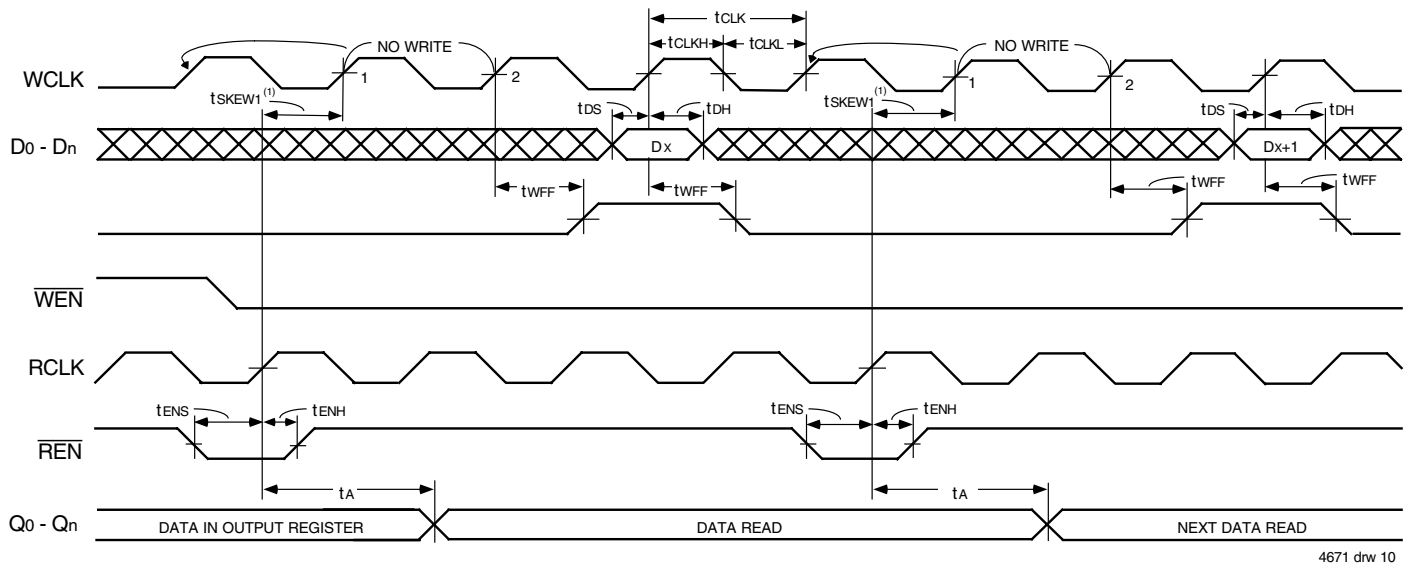 tCLK
NO WRITE
tCLKH
tCLKL
NO WRITE
WCLK
1
2
1
2
tSKEW1(1)
tDS
tDH
tSKEW1(1)
tDS
tDH
D0 - Dn
DX
DX+1
tWFF
tWFF
tWFF
tWFF
WEN
RCLK
tENS
tENH
tENS
tENH
REN
tA
tA
Q0 - Qn
DATA IN OUTPUT REGISTER
DATA READ
NEXT DATA READ
4671 drw 10